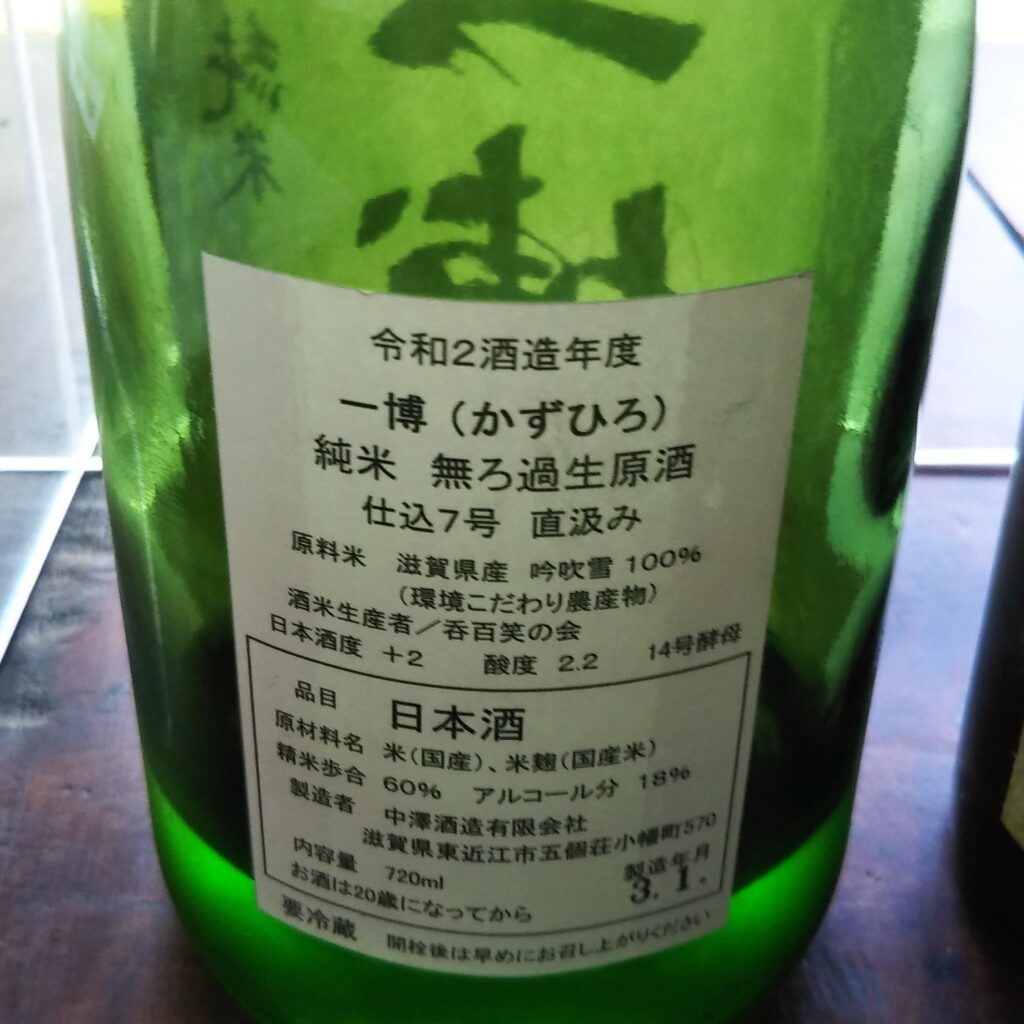 純米
一博
令和2酒造年度
一博（かずひろ）
純米 無ろ過生原酒
仕込7号 直汲み
原料米 滋賀県産 吟吹雪 100%
（環境こだわり農産物）
酒米生産者／呑百笑の会
日本酒度 +2 酸度 2.2 14号酵母
品目 日本酒
原材料名 米（国産）、米麹（国産米）
精米歩合 60% アルコール分 18%
製造者 中澤酒造有限会社
滋賀県東近江市五個荘小幡町570
内容量 720ml 製造年月
お酒は20歳になってから 3.1.
要冷蔵 開栓後は早めにお召し上がりください